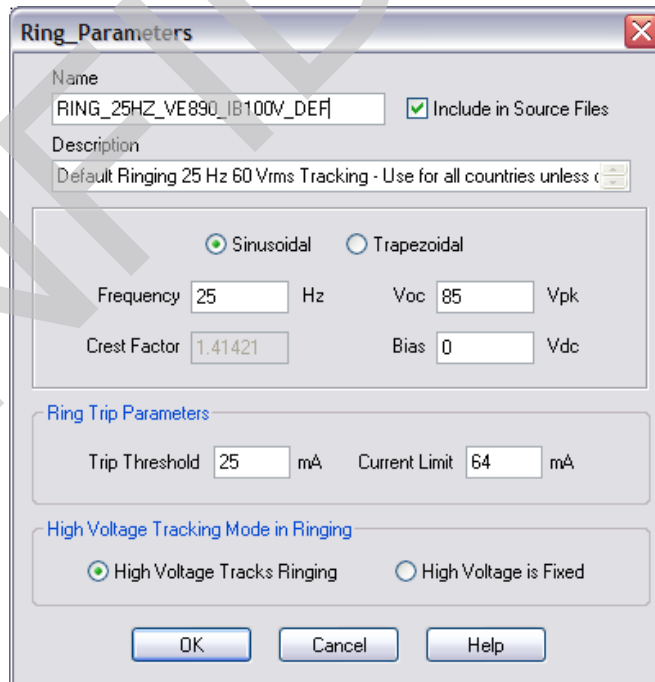 Ring_Parameters
Name
RING_25HZ_VE890_IB100V_DEF
Include in Source Files
Description
Default Ringing 25 Hz 60 Vrms Tracking - Use for all countries unless
Sinusoidal Trapezoidal
Frequency 25 Hz Voc 85 Vpk
Crest Factor 1.41421 Bias 0 Vdc
Ring Trip Parameters
Trip Threshold 25 mA Current Limit 64 mA
High Voltage Tracking Mode in Ringing
High Voltage Tracks Ringing High Voltage is Fixed
OK Cancel Help